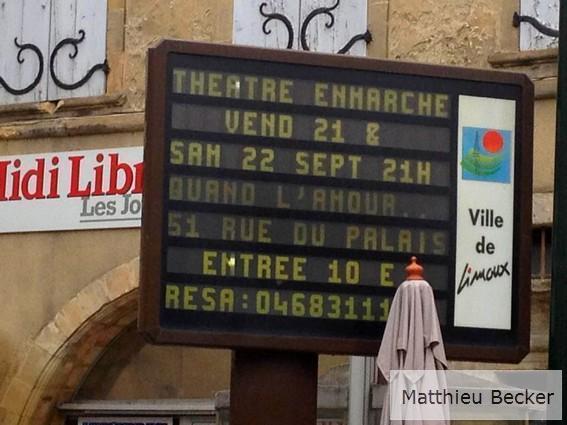 THEATRE ENMARCHE
VEND 21 &
SAM 22 SEPT 21H
QUAND L'AMOUR..
51 RUE DU PALAIS
ENTREE 10 E
RESA:04683111
Ville
de
Limoux
Midi Libr
Les Jo
Matthieu Becker